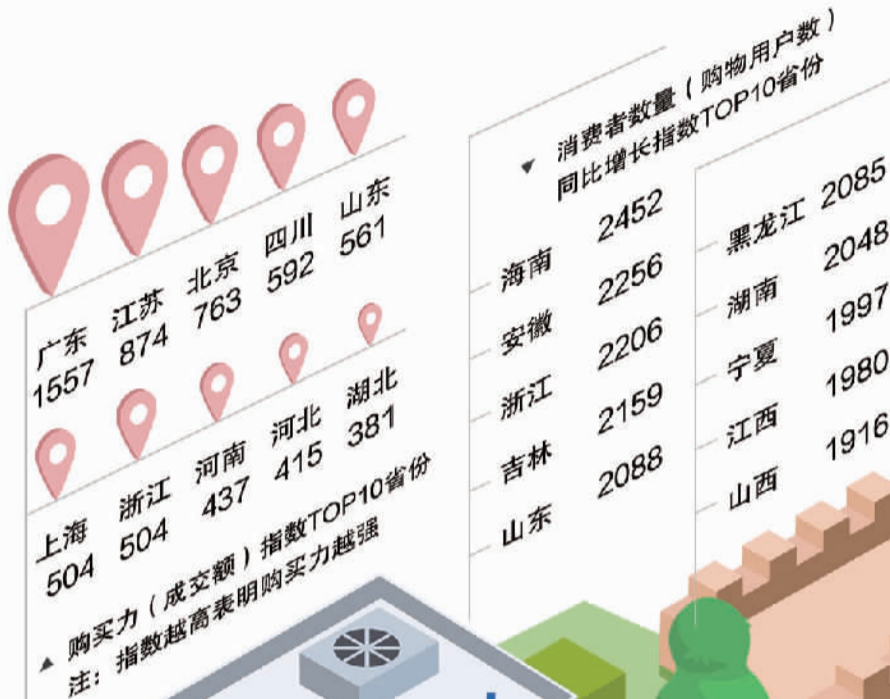 广东 江苏 北京 四川 山东
1557 874 763 592 561
上海 浙江 河南 河北 湖北
504 504 437 415 381
▲ 购买力（成交额）指数TOP10省份
注：指数越高表明购买力越强
▼ 消费者数量（购物用户数）
同比增长指数TOP10省份
海南 2452
安徽 2256
浙江 2206
吉林 2159
山东 2088
黑龙江 2085
湖南 2048
宁夏 1997
江西 1980
山西 1916